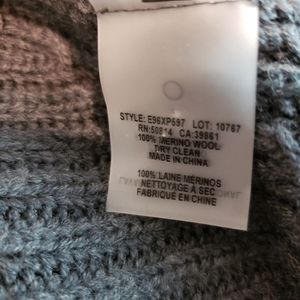 STYLE: E96XP597 LOT: 10767
RN:50814 CA:39861
100% MERINO WOOL
DRY CLEAN
MADE IN CHINA
100% LAINE MÉRINOS
NETTOYAGE À SEC
FABRIQUÉ EN CHINE